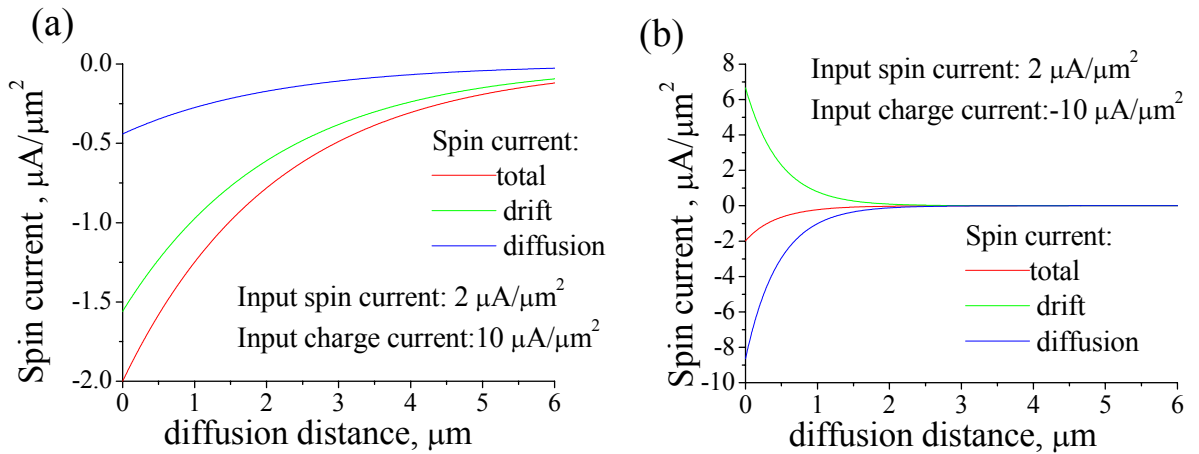 (a)
0.0
-0.5
-1.0
-1.5
-2.0
Spin current , μA/μm²
Spin current:
total
drift
diffusion
Input spin current: 2 μA/μm²
Input charge current:10 μA/μm²
0 1 2 3 4 5 6
diffusion distance, μm
(b)
8
6
4
2
0
-2
-4
-6
-8
-10
Spin current , μA/μm²
Input spin current: 2 μA/μm²
Input charge current:-10 μA/μm²
Spin current:
total
drift
diffusion
0 1 2 3 4 5 6
diffusion distance, μm